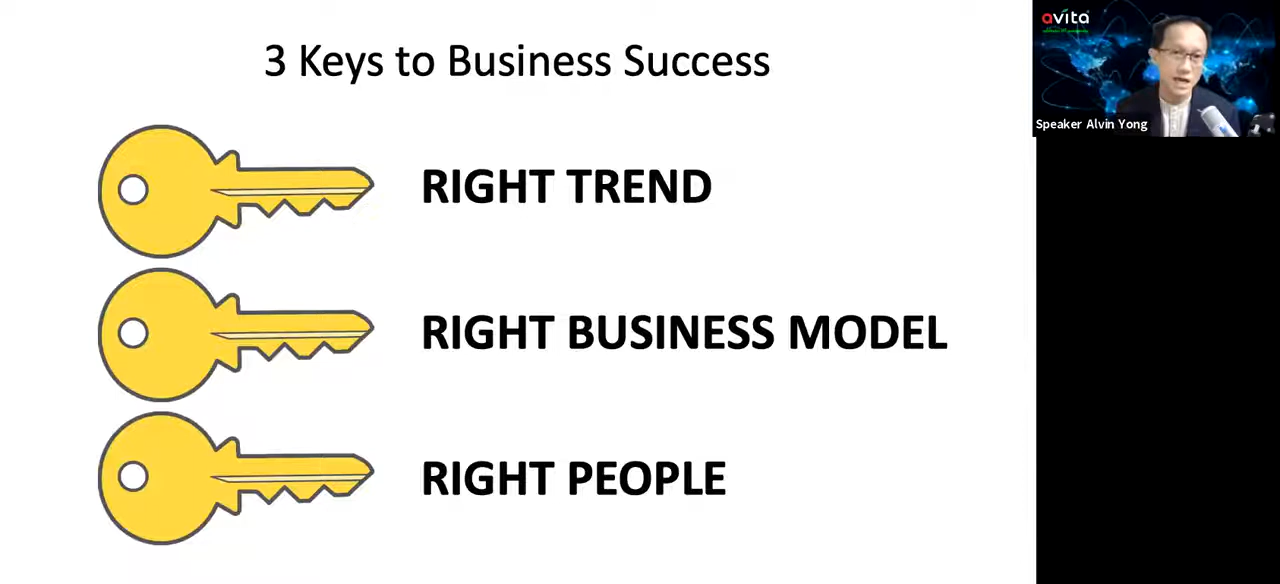 3 Keys to Business Success
RIGHT TREND
RIGHT BUSINESS MODEL
RIGHT PEOPLE
avita
Speaker Alvin Yong